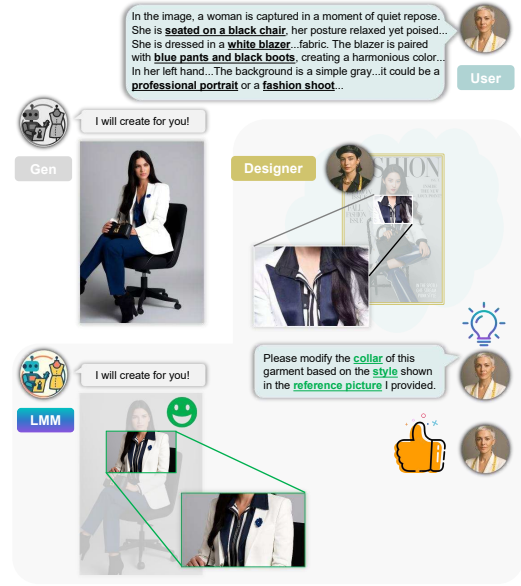 In the image, a woman is captured in a moment of quiet repose.
She is seated on a black chair, her posture relaxed yet poised...
She is dressed in a white blazer...fabric. The blazer is paired
with blue pants and black boots, creating a harmonious color...
In her left hand...The background is a simple gray...it could be a
professional portrait or a fashion shoot...
User
I will create for you!
Gen
Designer
Please modify the collar of this
garment based on the style shown
in the reference picture I provided.
I will create for you!
LMM